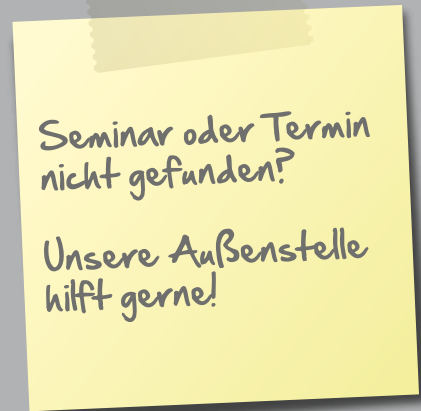 Seminar oder Termin
nicht gefunden?
Unsere Außenstelle
hilft gerne!